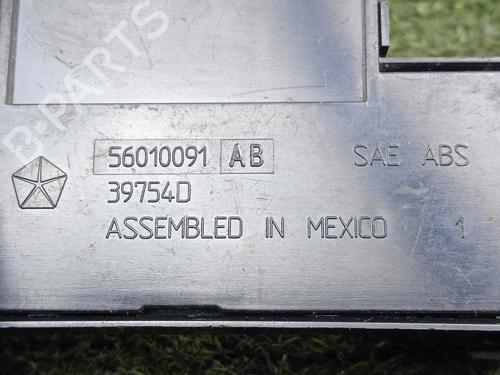 B-Parts
56010091 AB SAE ABS
39754D
ASSEMBLED IN MEXICO 1